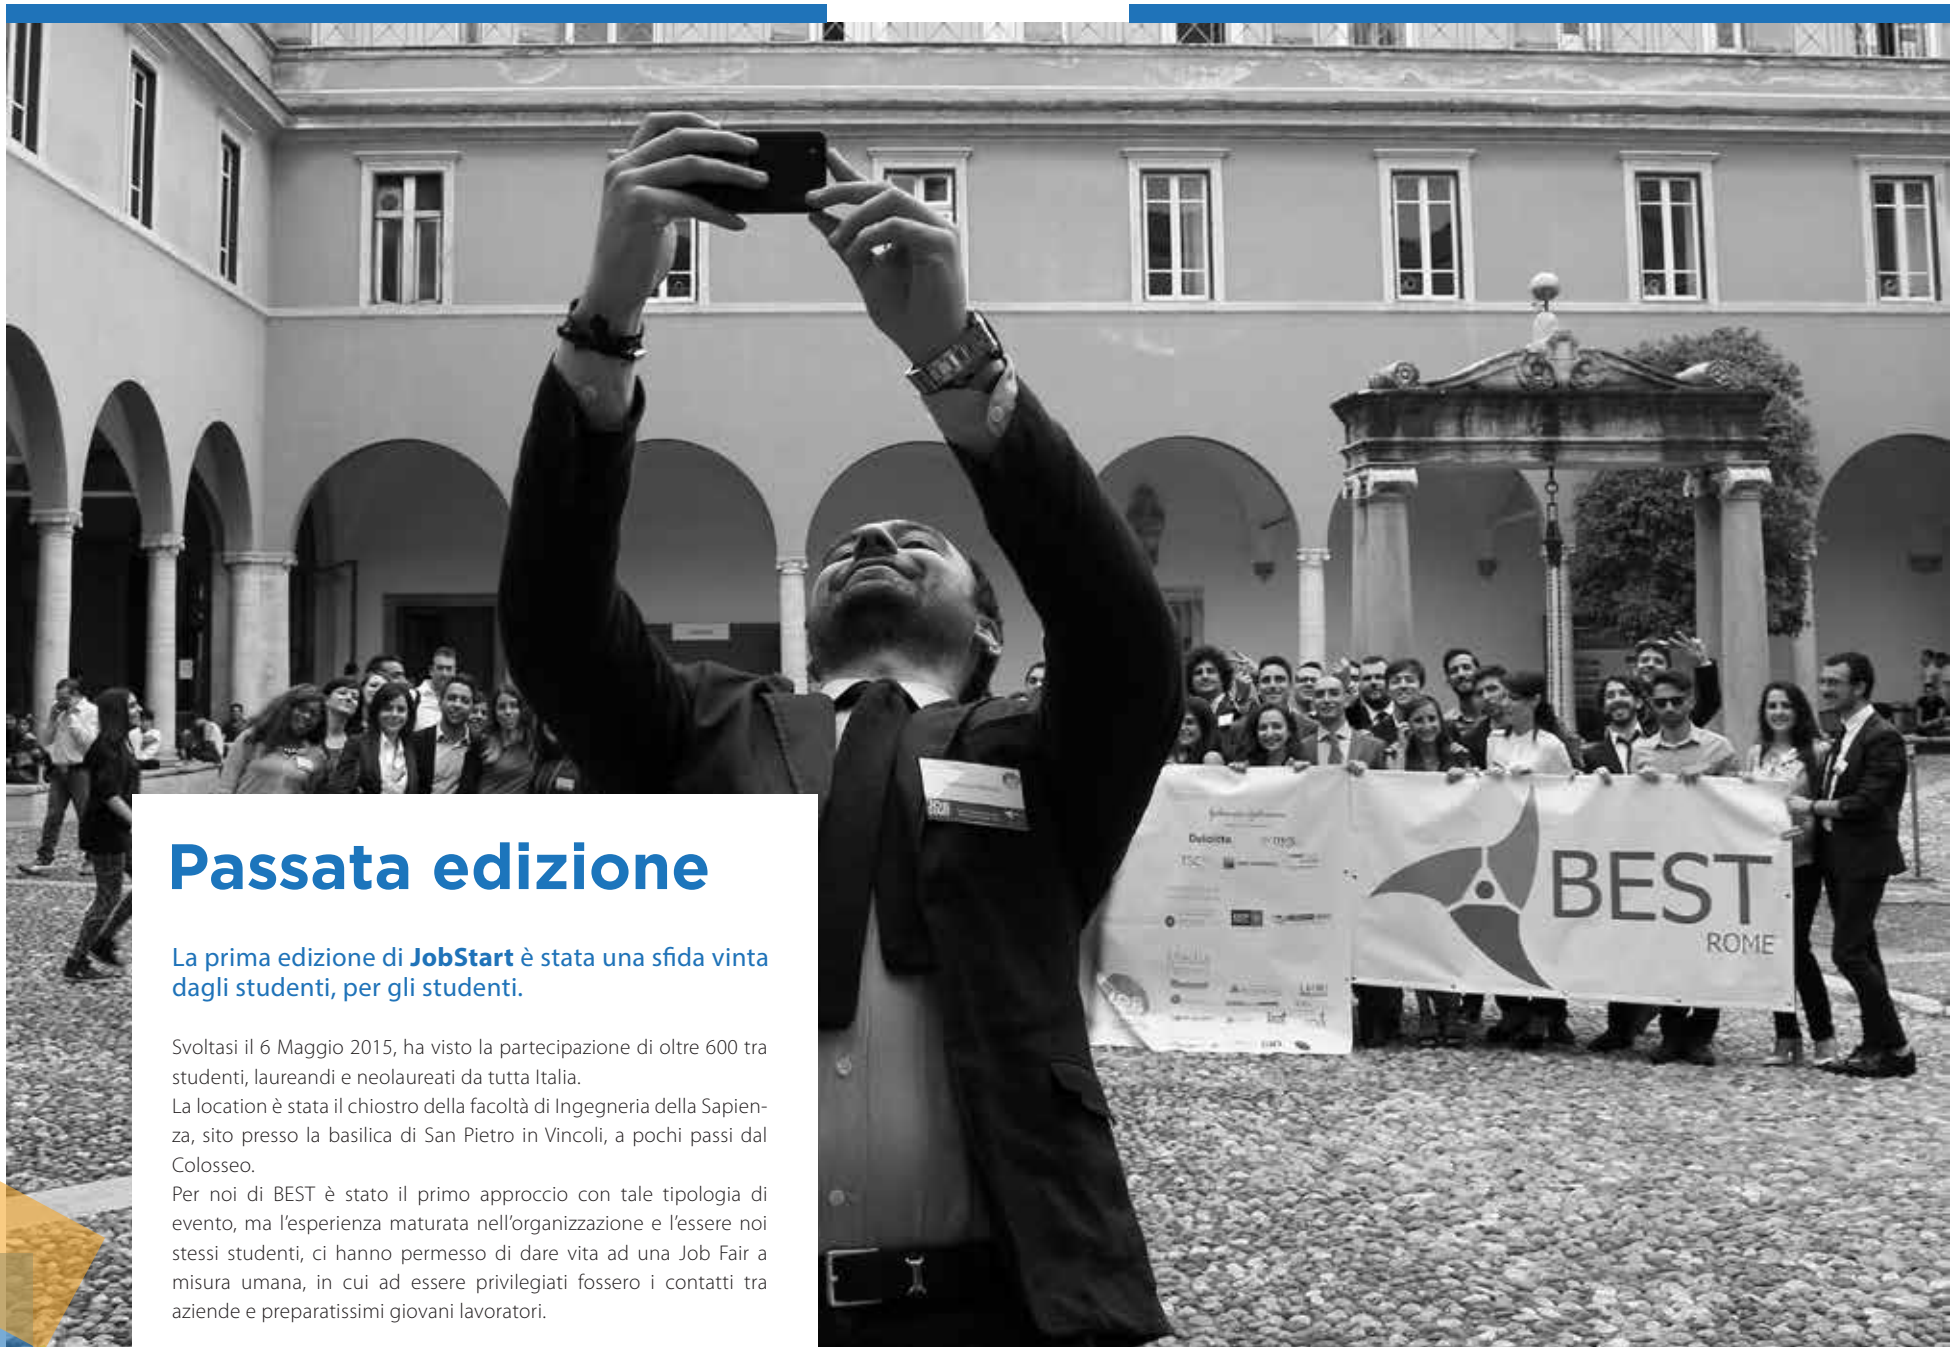 Passata edizione
La prima edizione di JobStart è stata una sfida vinta
dagli studenti, per gli studenti.
Svoltasi il 6 Maggio 2015, ha visto la partecipazione di oltre 600 tra
studenti, laureandi e neolaureati da tutta Italia.
La location è stata il chiostro della facoltà di Ingegneria della Sapien-
za, sito presso la basilica di San Pietro in Vincoli, a pochi passi dal
Colosseo.
Per noi di BEST è stato il primo approccio con tale tipologia di
evento, ma l'esperienza maturata nell'organizzazione e l'essere noi
stessi studenti, ci hanno permesso di dare vita ad una Job Fair a
misura umana, in cui ad essere privilegiati fossero i contatti tra
aziende e preparatissimi giovani lavoratori.
Deloitte
BEST
ROME